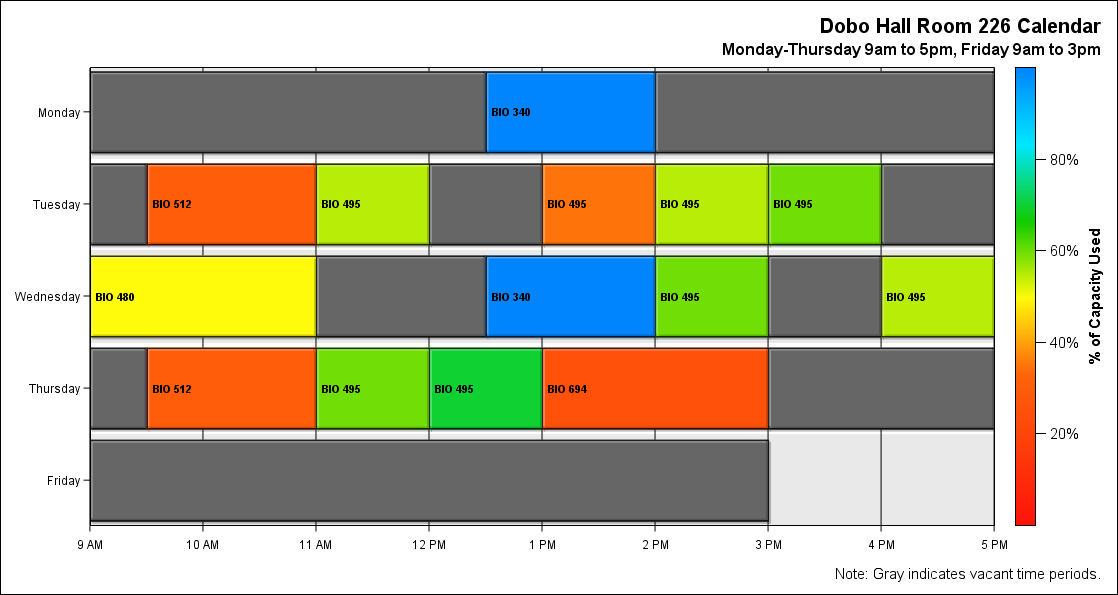 Dobo Hall Room 226 Calendar
Monday-Thursday 9am to 5pm, Friday 9am to 3pm
Monday
BIO 340
Tuesday
BIO 512
BIO 495
BIO 495
BIO 495
BIO 495
Wednesday
BIO 480
BIO 340
BIO 495
BIO 495
Thursday
BIO 512
BIO 495
BIO 495
BIO 694
Friday
9 AM
10 AM
11 AM
12 PM
1 PM
2 PM
3 PM
4 PM
5 PM
80%
60%
40%
20%
% of Capacity Used
Note: Gray indicates vacant time periods.